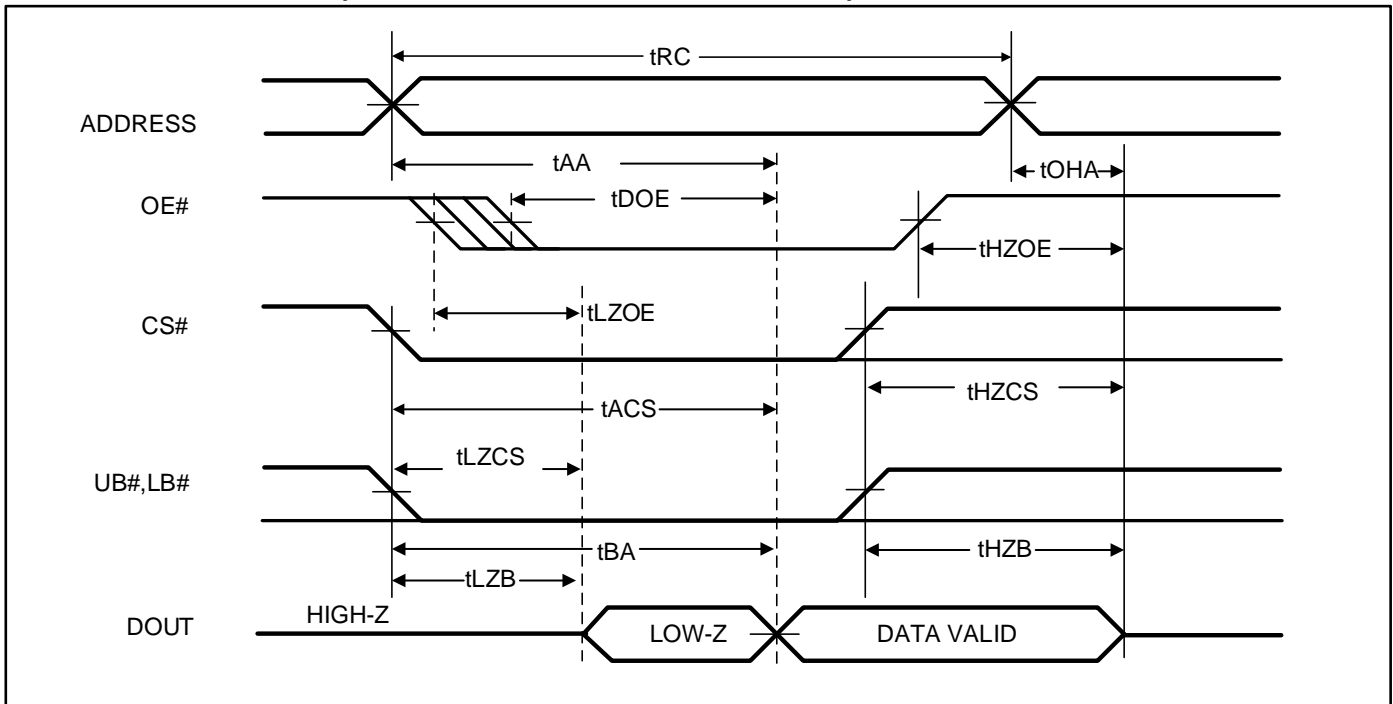 tRC
ADDRESS
tAA
tOHA
OE#
tDOE
tHZOE
tLZOE
CS#
tHZCS
tACS
tLZCS
UB#,LB#
tBA
tHZB
tLZB
HIGH-Z
DOUT
LOW-Z
DATA VALID